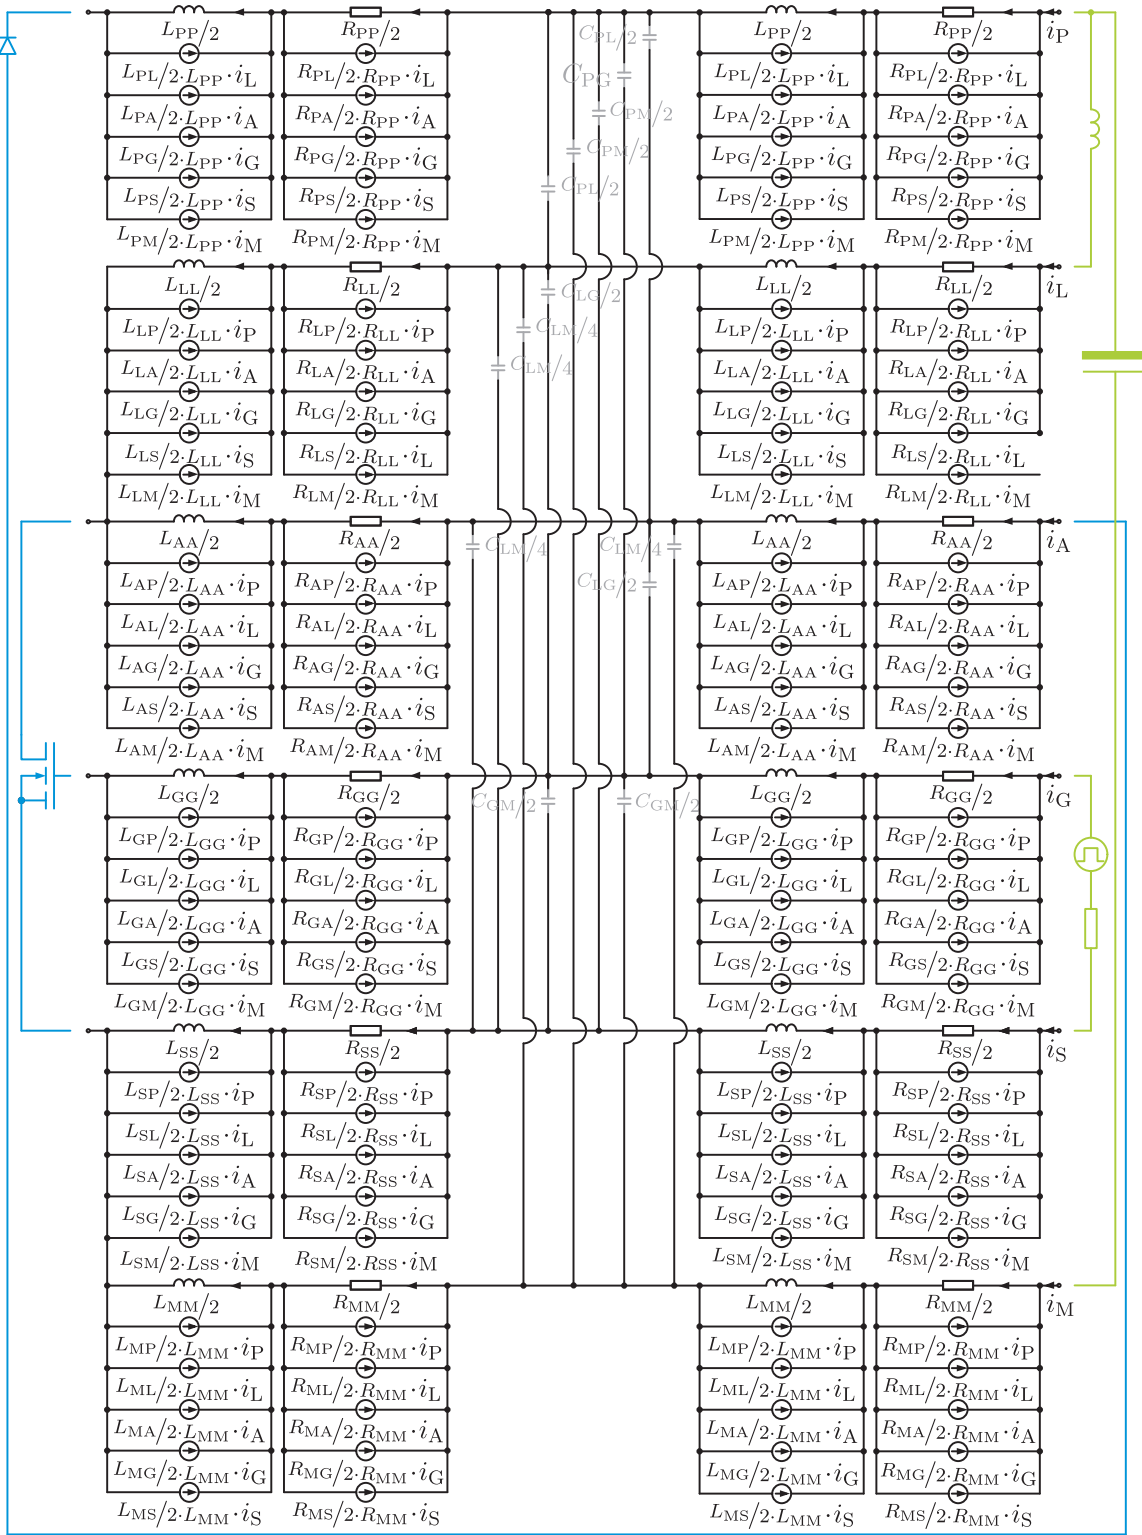 L_PP/2 R_PP/2 C_PL/2 L_PP/2 R_PP/2 i_P
L_PL/2·L_PP·i_L R_PL/2·R_PP·i_L C_PG L_PL/2·L_PP·i_L R_PL/2·R_PP·i_L
L_PA/2·L_PP·i_A R_PA/2·R_PP·i_A C_PM/2 L_PA/2·L_PP·i_A R_PA/2·R_PP·i_A
L_PG/2·L_PP·i_G R_PG/2·R_PP·i_G C_PM/2 L_PG/2·L_PP·i_G R_PG/2·R_PP·i_G
L_PS/2·L_PP·i_S R_PS/2·R_PP·i_S C_PL/2 L_PS/2·L_PP·i_S R_PS/2·R_PP·i_S
L_PM/2·L_PP·i_M R_PM/2·R_PP·i_M L_PM/2·L_PP·i_M R_PM/2·R_PP·i_M
L_LL/2 R_LL/2 C_LG/2 L_LL/2 R_LL/2 i_L
L_LP/2·L_LL·i_P R_LP/2·R_LL·i_P C_LM/4 L_LP/2·L_LL·i_P R_LP/2·R_LL·i_P
L_LA/2·L_LL·i_A R_LA/2·R_LL·i_A C_LM/4 L_LA/2·L_LL·i_A R_LA/2·R_LL·i_A
L_LG/2·L_LL·i_G R_LG/2·R_LL·i_G L_LG/2·L_LL·i_G R_LG/2·R_LL·i_G
L_LS/2·L_LL·i_S R_LS/2·R_LL·i_L L_LS/2·L_LL·i_S R_LS/2·R_LL·i_L
L_LM/2·L_LL·i_M R_LM/2·R_LL·i_M L_LM/2·L_LL·i_M R_LM/2·R_LL·i_M
L_AA/2 R_AA/2 C_LM/4 C_LM/4 L_AA/2 R_AA/2 i_A
L_AP/2·L_AA·i_P R_AP/2·R_AA·i_P C_LG/2 L_AP/2·L_AA·i_P R_AP/2·R_AA·i_P
L_AL/2·L_AA·i_L R_AL/2·R_AA·i_L L_AL/2·L_AA·i_L R_AL/2·R_AA·i_L
L_AG/2·L_AA·i_G R_AG/2·R_AA·i_G L_AG/2·L_AA·i_G R_AG/2·R_AA·i_G
L_AS/2·L_AA·i_S R_AS/2·R_AA·i_S L_AS/2·L_AA·i_S R_AS/2·R_AA·i_S
L_AM/2·L_AA·i_M R_AM/2·R_AA·i_M L_AM/2·L_AA·i_M R_AM/2·R_AA·i_M
L_GG/2 R_GG/2 C_GM/2 C_GM/2 L_GG/2 R_GG/2 i_G
L_GP/2·L_GG·i_P R_GP/2·R_GG·i_P L_GP/2·L_GG·i_P R_GP/2·R_GG·i_P
L_GL/2·L_GG·i_L R_GL/2·R_GG·i_L L_GL/2·L_GG·i_L R_GL/2·R_GG·i_L
L_GA/2·L_GG·i_A R_GA/2·R_GG·i_A L_GA/2·L_GG·i_A R_GA/2·R_GG·i_A
L_GS/2·L_GG·i_S R_GS/2·R_GG·i_S L_GS/2·L_GG·i_S R_GS/2·R_GG·i_S
L_GM/2·L_GG·i_M R_GM/2·R_GG·i_M L_GM/2·L_GG·i_M R_GM/2·R_GG·i_M
L_SS/2 R_SS/2 L_SS/2 R_SS/2 i_S
L_SP/2·L_SS·i_P R_SP/2·R_SS·i_P L_SP/2·L_SS·i_P R_SP/2·R_SS·i_P
L_SL/2·L_SS·i_L R_SL/2·R_SS·i_L L_SL/2·L_SS·i_L R_SL/2·R_SS·i_L
L_SA/2·L_SS·i_A R_SA/2·R_SS·i_A L_SA/2·L_SS·i_A R_SA/2·R_SS·i_A
L_SG/2·L_SS·i_G R_SG/2·R_SS·i_G L_SG/2·L_SS·i_G R_SG/2·R_SS·i_G
L_SM/2·L_SS·i_M R_SM/2·R_SS·i_M L_SM/2·L_SS·i_M R_SM/2·R_SS·i_M
L_MM/2 R_MM/2 L_MM/2 R_MM/2 i_M
L_MP/2·L_MM·i_P R_MP/2·R_MM·i_P L_MP/2·L_MM·i_P R_MP/2·R_MM·i_P
L_ML/2·L_MM·i_L R_ML/2·R_MM·i_L L_ML/2·L_MM·i_L R_ML/2·R_MM·i_L
L_MA/2·L_MM·i_A R_MA/2·R_MM·i_A L_MA/2·L_MM·i_A R_MA/2·R_MM·i_A
L_MG/2·L_MM·i_G R_MG/2·R_MM·i_G L_MG/2·L_MM·i_G R_MG/2·R_MM·i_G
L_MS/2·L_MM·i_S R_MS/2·R_MM·i_S L_MS/2·L_MM·i_S R_MS/2·R_MM·i_S